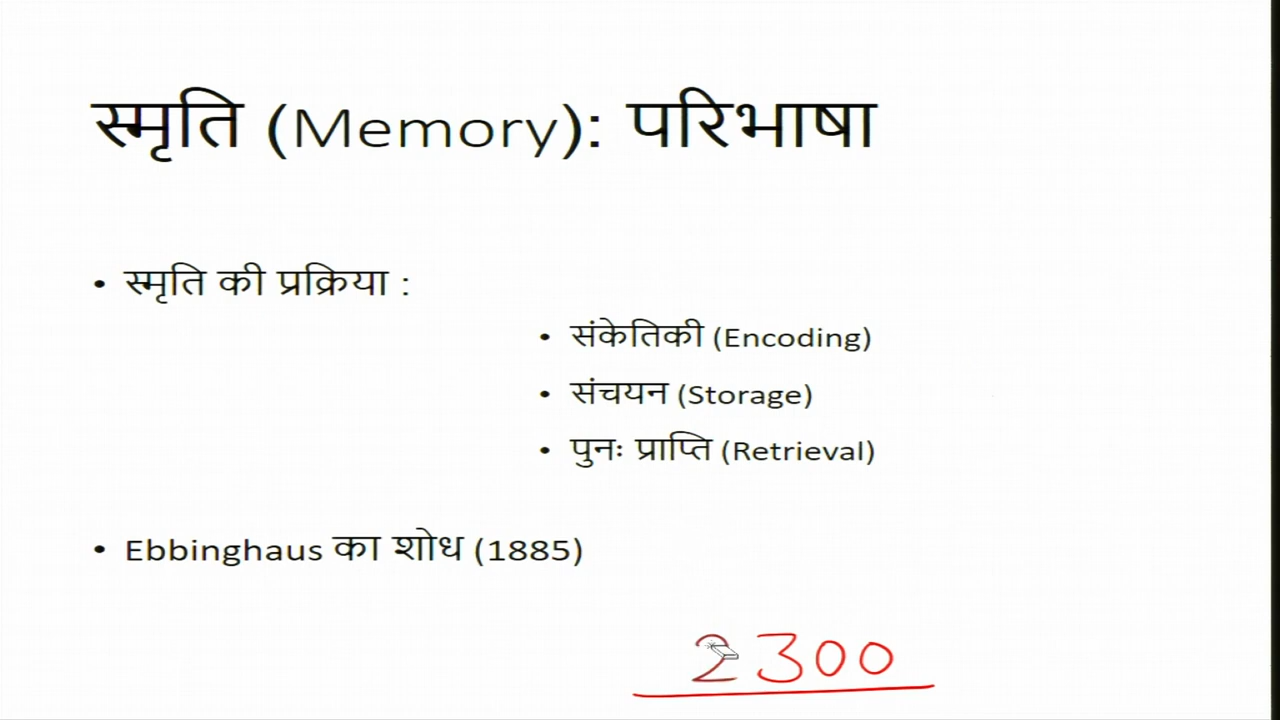 स्मृति (Memory): परिभाषा
• स्मृति की प्रक्रिया :
• संकेतिकी (Encoding)
• संचयन (Storage)
• पुनः प्राप्ति (Retrieval)
• Ebbinghaus का शोध (1885)
2300